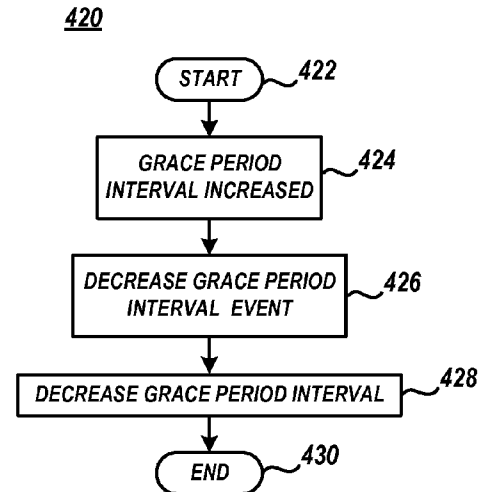 420
START
422
GRACE PERIOD
INTERVAL INCREASED
424
DECREASE GRACE PERIOD
INTERVAL EVENT
426
DECREASE GRACE PERIOD INTERVAL
428
END
430